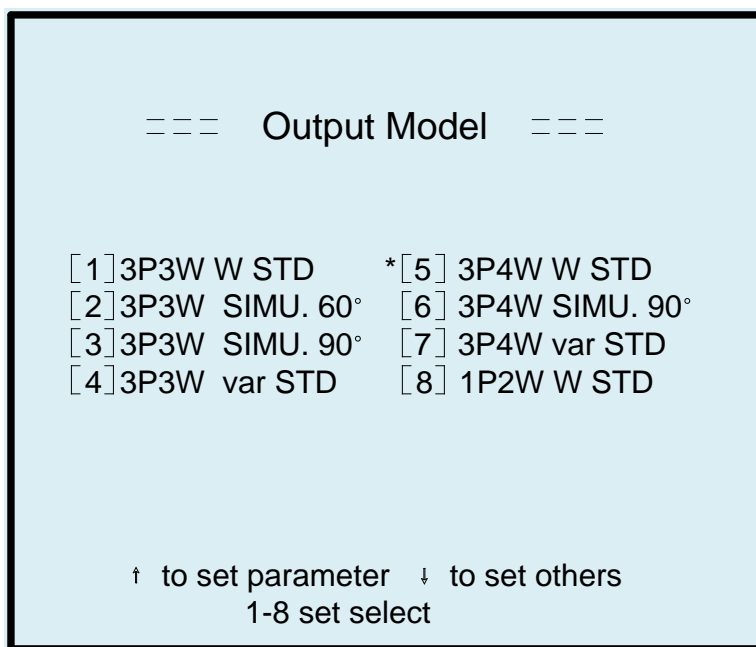 === Output Model ===
[1]3P3W W STD *[5] 3P4W W STD
[2]3P3W SIMU. 60° [6] 3P4W SIMU. 90°
[3]3P3W SIMU. 90° [7] 3P4W var STD
[4]3P3W var STD [8] 1P2W W STD
↑ to set parameter ↓ to set others
1-8 set select